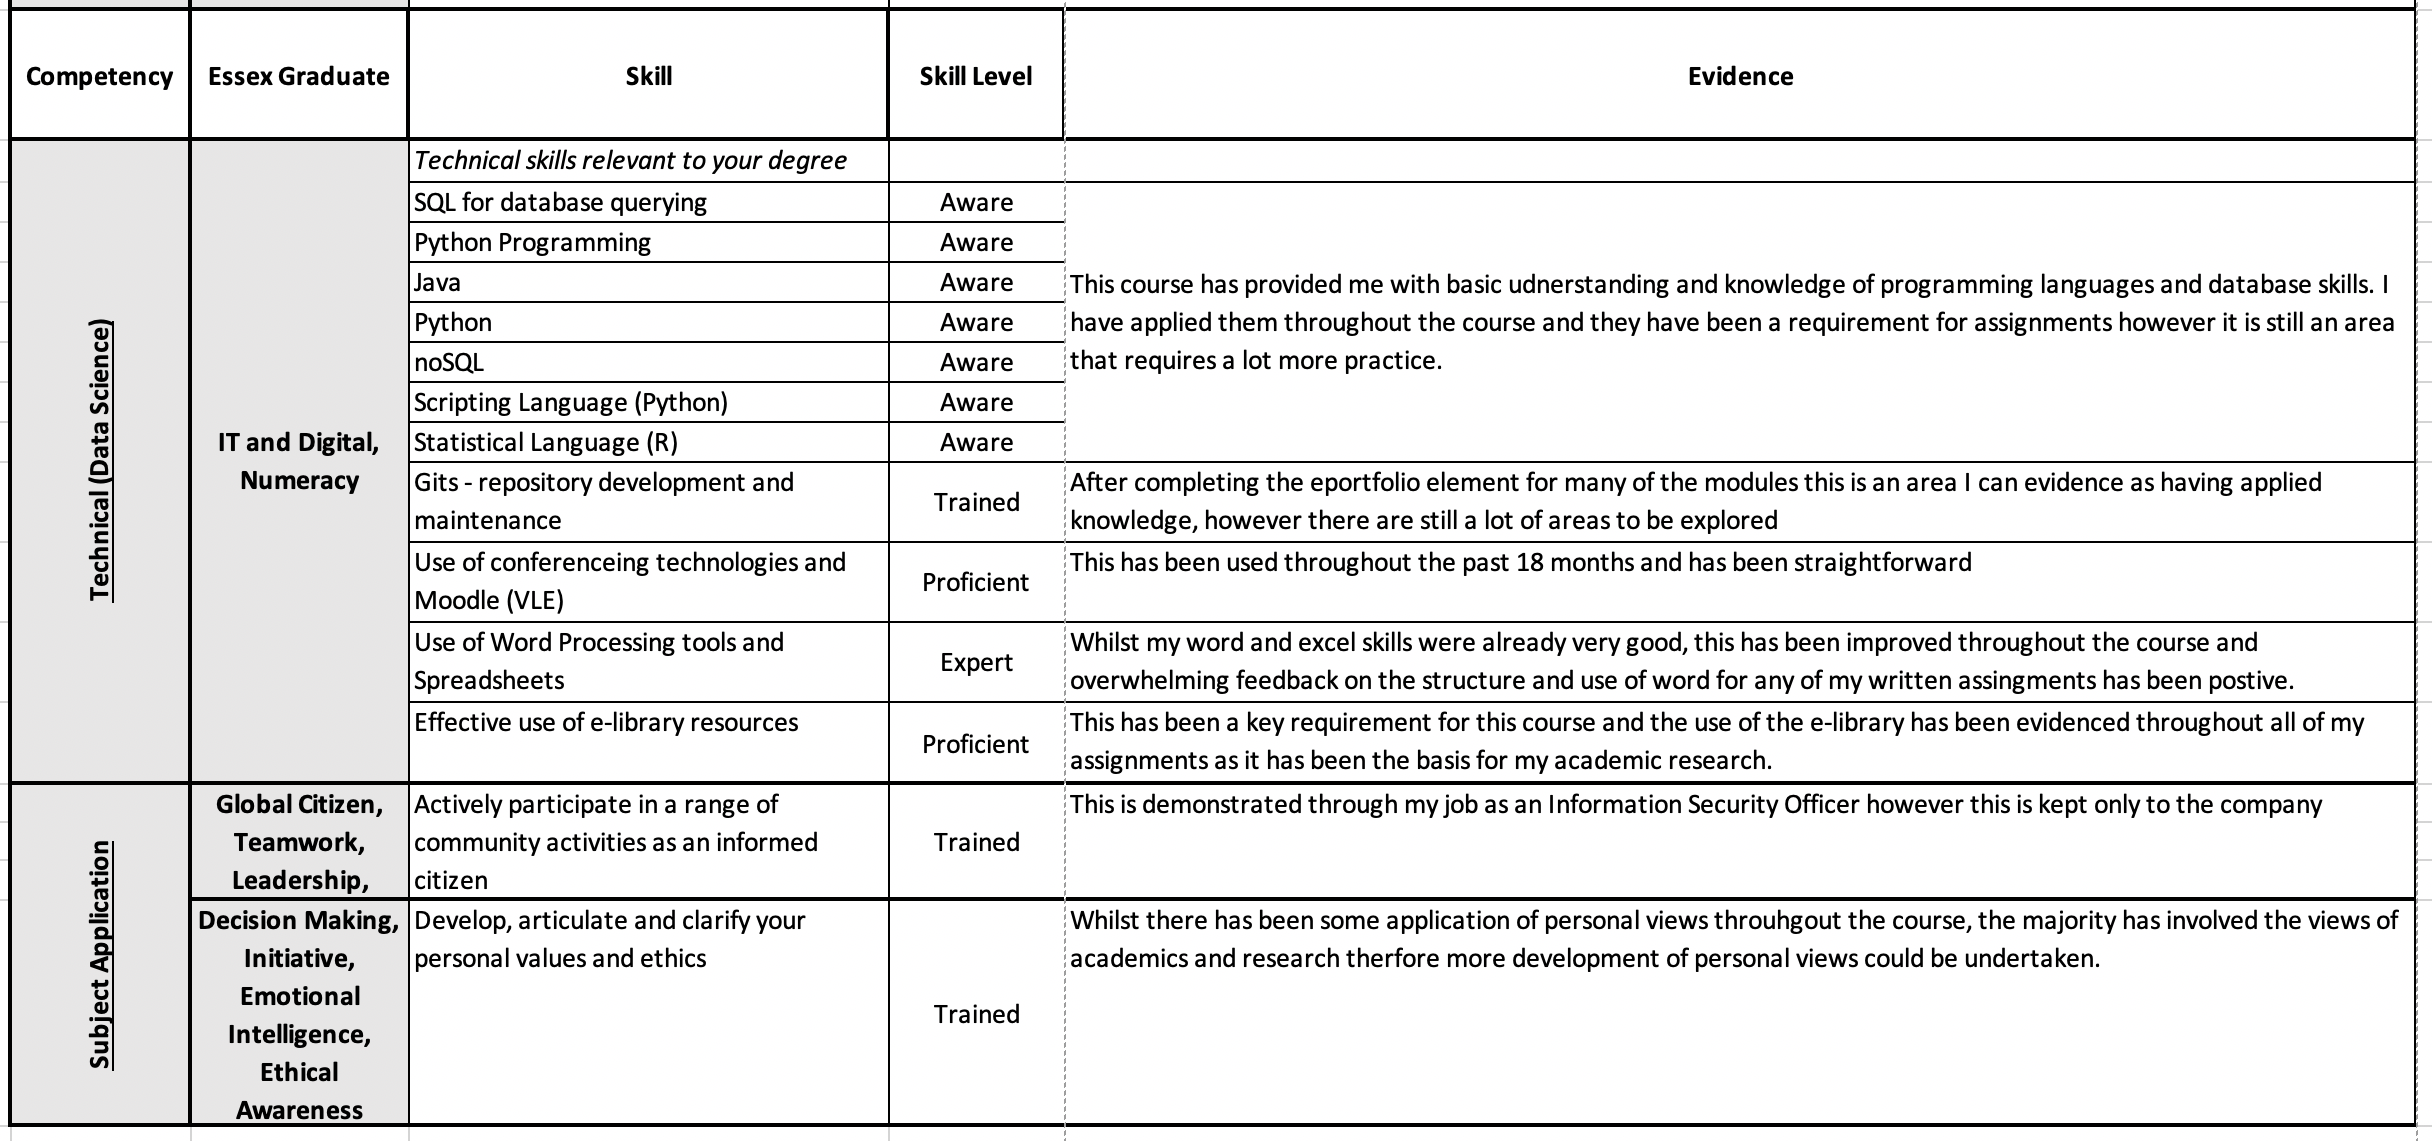 Competency
Essex Graduate
Skill
Skill Level
Evidence
Technical (Data Science)
IT and Digital,
Numeracy
Technical skills relevant to your degree
SQL for database querying
Aware
Python Programming
Aware
Java
Aware
Python
Aware
noSQL
Aware
Scripting Language (Python)
Aware
Statistical Language (R)
Aware
This course has provided me with basic udnerstanding and knowledge of programming languages and database skills. I
have applied them throughout the course and they have been a requirement for assignments however it is still an area
that requires a lot more practice.
Gits - repository development and
maintenance
Trained
After completing the eportfolio element for many of the modules this is an area I can evidence as having applied
knowledge, however there are still a lot of areas to be explored
Use of conferenceing technologies and
Moodle (VLE)
Proficient
This has been used throughout the past 18 months and has been straightforward
Use of Word Processing tools and
Spreadsheets
Expert
Whilst my word and excel skills were already very good, this has been improved throughout the course and
overwhelming feedback on the structure and use of word for any of my written assingments has been postive.
Effective use of e-library resources
Proficient
This has been a key requirement for this course and the use of the e-library has been evidenced throughout all of my
assignments as it has been the basis for my academic research.
Subject Application
Global Citizen,
Teamwork,
Leadership,
Actively participate in a range of
community activities as an informed
citizen
Trained
This is demonstrated through my job as an Information Security Officer however this is kept only to the company
Decision Making,
Initiative,
Emotional
Intelligence,
Ethical
Awareness
Develop, articulate and clarify your
personal values and ethics
Trained
Whilst there has been some application of personal views throuhgout the course, the majority has involved the views of
academics and research therfore more development of personal views could be undertaken.